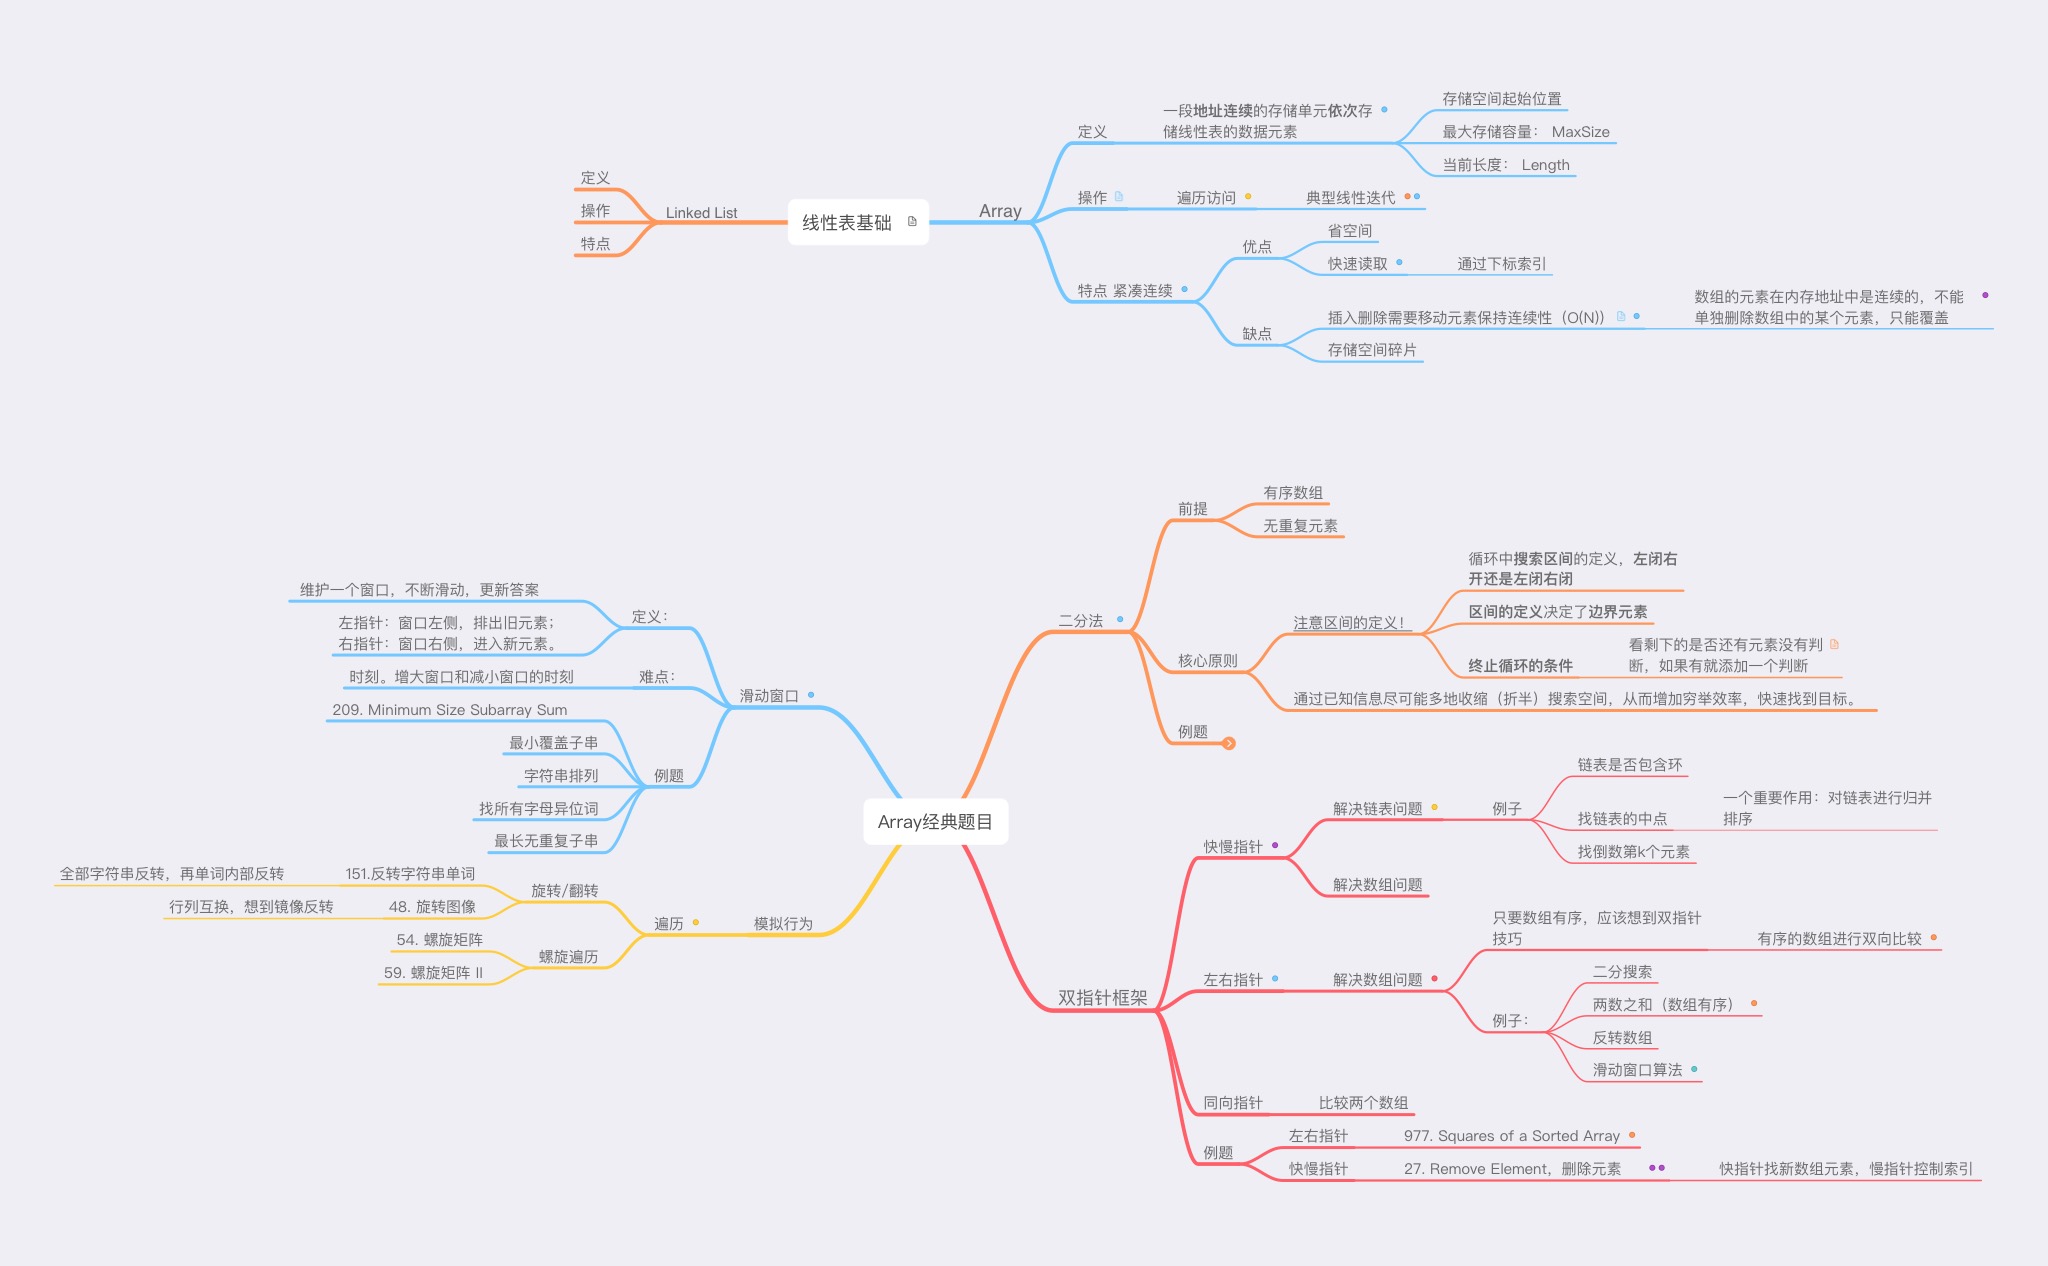 线性表基础
Linked List
定义
操作
特点
Array
定义
一段地址连续的存储单元依次存
储线性表的数据元素
存储空间起始位置
最大存储容量： MaxSize
当前长度： Length
操作
遍历访问
典型线性迭代
特点 紧凑连续
优点
省空间
快速读取
通过下标索引
缺点
插入删除需要移动元素保持连续性（O(N)）
数组的元素在内存地址中是连续的，不能
单独删除数组中的某个元素，只能覆盖
存储空间碎片
Array经典题目
滑动窗口
定义：
维护一个窗口，不断滑动，更新答案
左指针：窗口左侧，排出旧元素；
右指针：窗口右侧，进入新元素。
难点：
时刻。增大窗口和减小窗口的时刻
例题
209. Minimum Size Subarray Sum
最小覆盖子串
字符串排列
找所有字母异位词
最长无重复子串
模拟行为
遍历
旋转/翻转
151.反转字符串单词
全部字符串反转，再单词内部反转
48. 旋转图像
行列互换，想到镜像反转
螺旋遍历
54. 螺旋矩阵
59. 螺旋矩阵 II
二分法
前提
有序数组
无重复元素
核心原则
注意区间的定义！
循环中搜索区间的定义，左闭右
开还是左闭右闭
区间的定义决定了边界元素
终止循环的条件
看剩下的是否还有元素没有判
断，如果有就添加一个判断
通过已知信息尽可能多地收缩（折半）搜索空间，从而增加穷举效率，快速找到目标。
例题
双指针框架
快慢指针
解决链表问题
例子
链表是否包含环
找链表的中点
一个重要作用：对链表进行归并
排序
找倒数第k个元素
解决数组问题
左右指针
解决数组问题
只要数组有序，应该想到双指针
技巧
有序的数组进行双向比较
例子：
二分搜索
两数之和（数组有序）
反转数组
滑动窗口算法
同向指针
比较两个数组
例题
左右指针
977. Squares of a Sorted Array
快慢指针
27. Remove Element，删除元素
快指针找新数组元素，慢指针控制索引